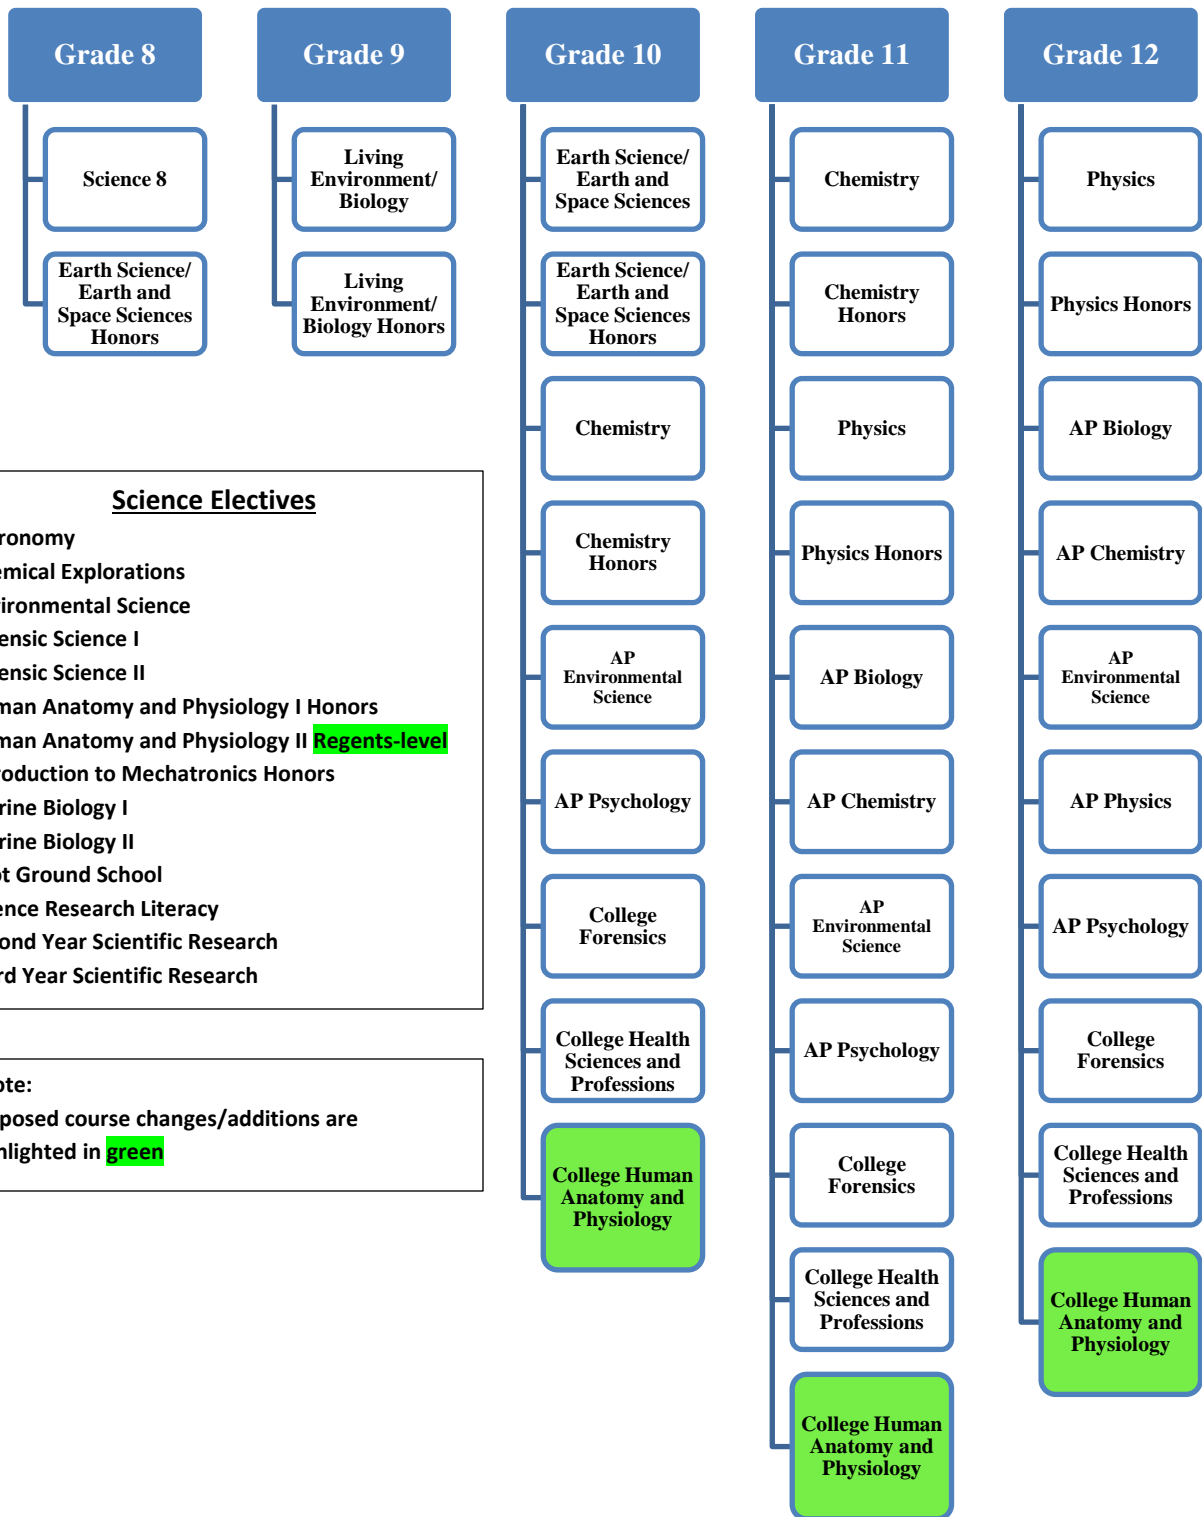 Grade 8
Science 8
Earth Science/
Earth and
Space Sciences
Honors
Grade 9
Living
Environment/
Biology
Living
Environment/
Biology Honors
Grade 10
Earth Science/
Earth and
Space Sciences
Earth Science/
Earth and
Space Sciences
Honors
Chemistry
Chemistry
Honors
AP
Environmental
Science
AP Psychology
College
Forensics
College Health
Sciences and
Professions
College Human
Anatomy and
Physiology
Grade 11
Chemistry
Chemistry
Honors
Physics
Physics Honors
AP Biology
AP Chemistry
AP
Environmental
Science
AP Psychology
College
Forensics
College Health
Sciences and
Professions
College Human
Anatomy and
Physiology
Grade 12
Physics
Physics Honors
AP Biology
AP Chemistry
AP
Environmental
Science
AP Physics
AP Psychology
College
Forensics
College Health
Sciences and
Professions
College Human
Anatomy and
Physiology
Science Electives
ronomy
emical Explorations
vironmental Science
ensic Science I
ensic Science II
man Anatomy and Physiology I Honors
man Anatomy and Physiology II Regents-level
roduction to Mechatronics Honors
rine Biology I
rine Biology II
ot Ground School
ence Research Literacy
ond Year Scientific Research
rd Year Scientific Research
ote:
posed course changes/additions are
hlighted in green